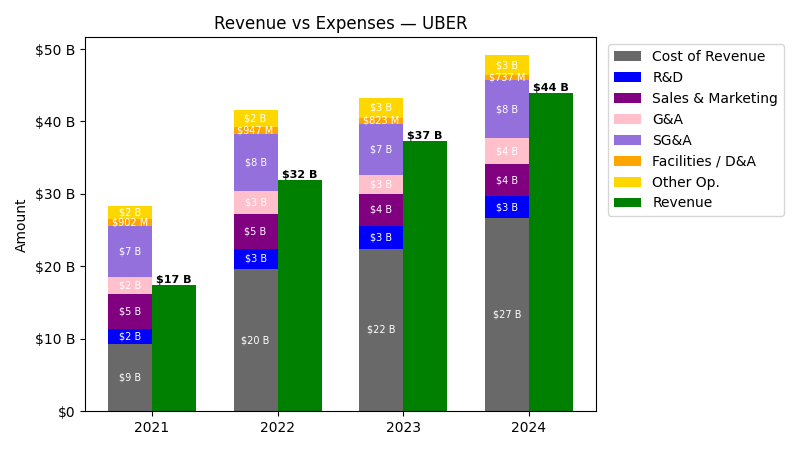 Revenue vs Expenses — UBER
Amount
$50 B
$40 B
$30 B
$20 B
$10 B
$0
$2 B
$902 M
$7 B
$2 B
$5 B
$2 B
$9 B
$17 B
$2 B
$947 M
$8 B
$3 B
$5 B
$3 B
$20 B
$32 B
$3 B
$823 M
$7 B
$3 B
$4 B
$3 B
$22 B
$37 B
$3 B
$737 M
$8 B
$4 B
$4 B
$3 B
$27 B
$44 B
2021
2022
2023
2024
Cost of Revenue
R&D
Sales & Marketing
G&A
SG&A
Facilities / D&A
Other Op.
Revenue